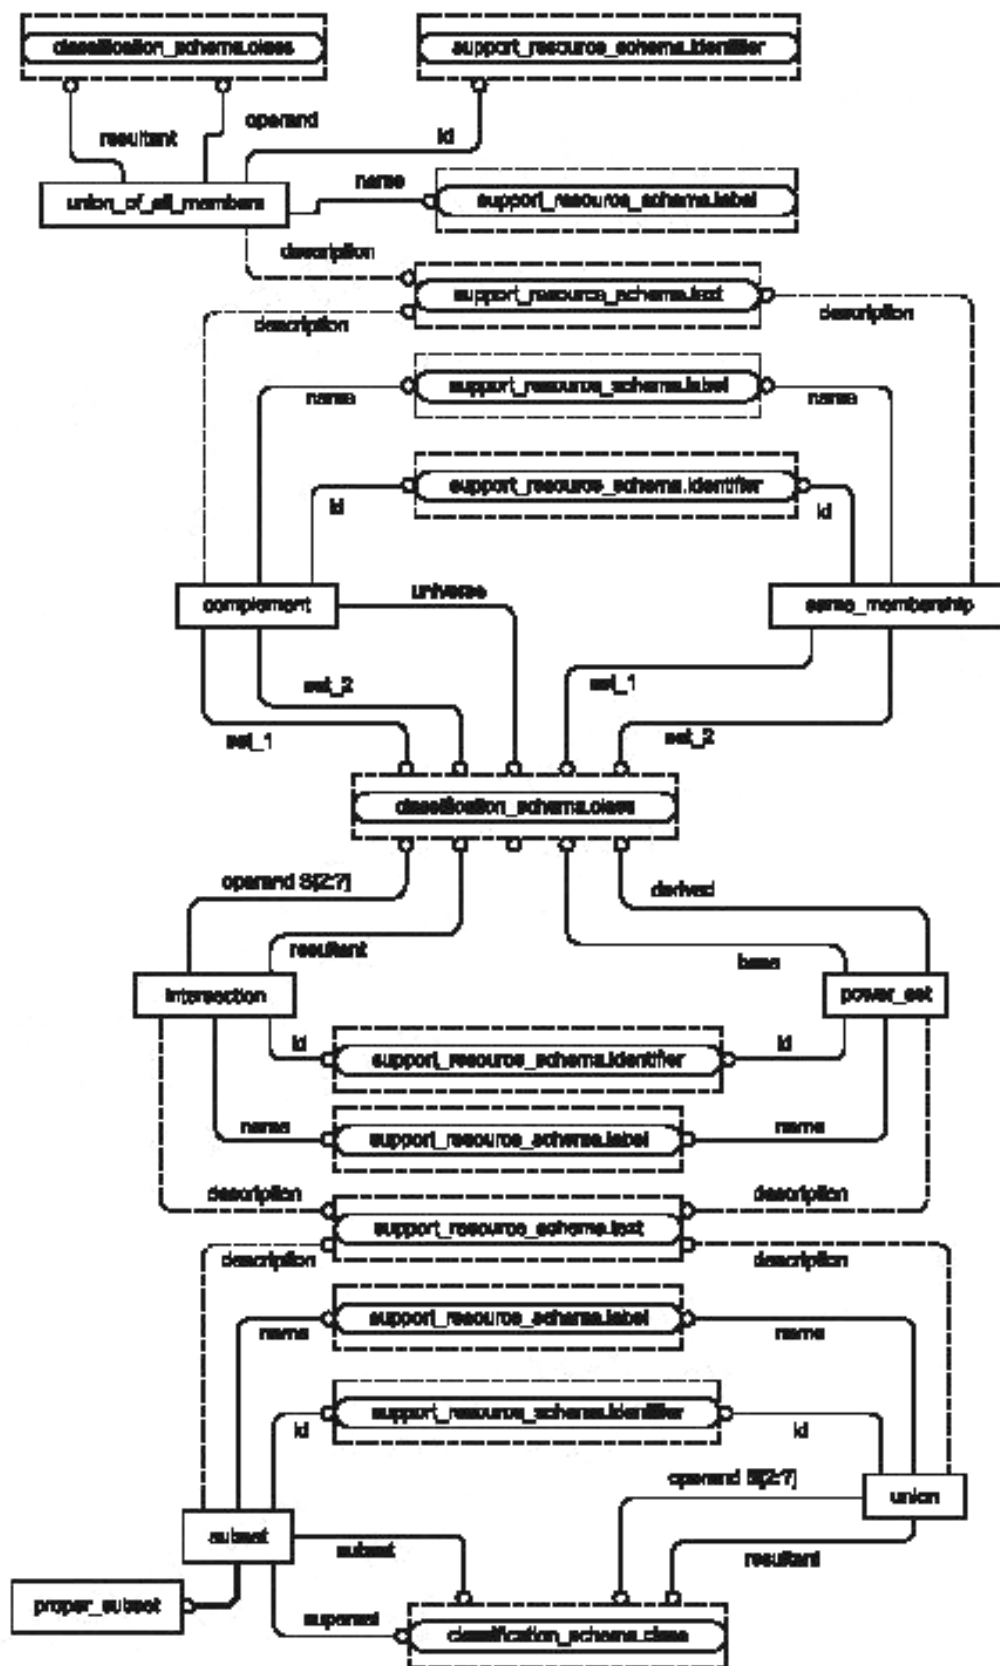 classification_schema.class
support_resource_schema.identifier
resultant
operand
id
name
union_of_all_members
support_resource_schema.label
description
support_resource_schema.text
description
description
support_resource_schema.label
name
name
support_resource_schema.identifier
id
id
complement
universe
same_membership
set_2
set_1
set_1
set_2
classification_schema.class
operand S[2:?]
derived
resultant
base
intersection
power_set
id
support_resource_schema.identifier
id
name
support_resource_schema.label
name
description
description
support_resource_schema.text
description
description
name
support_resource_schema.label
name
support_resource_schema.identifier
id
id
operand S[2:?]
union
subset
subset
resultant
proper_subset
superset
classification_schema.class